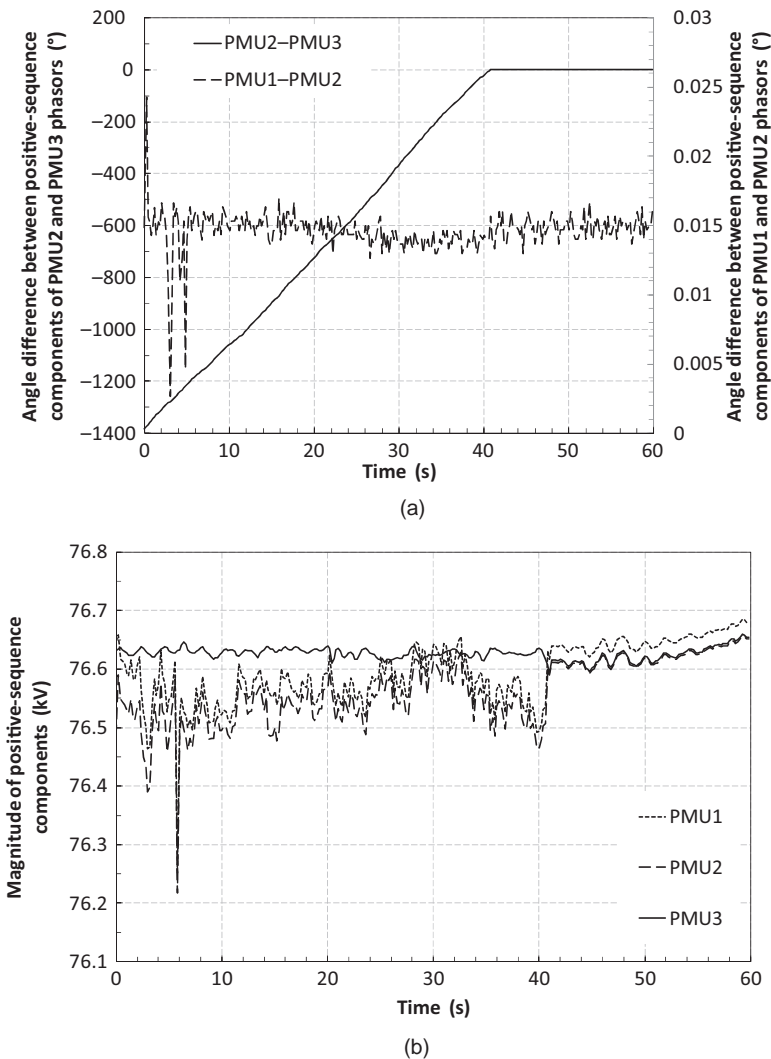 Angle difference between positive-sequence
components of PMU2 and PMU3 phasors (°)
200
0
–200
–400
–600
–800
–1000
–1200
–1400
PMU2–PMU3
PMU1–PMU2
0.03
0.025
0.02
0.015
0.01
0.005
0
Angle difference between positive-sequence
components of PMU1 and PMU2 phasors (°)
0 10 20 30 40 50 60
Time (s)
(a)
Magnitude of positive-sequence
components (kV)
76.8
76.7
76.6
76.5
76.4
76.3
76.2
76.1
PMU1
PMU2
PMU3
0 10 20 30 40 50 60
Time (s)
(b)